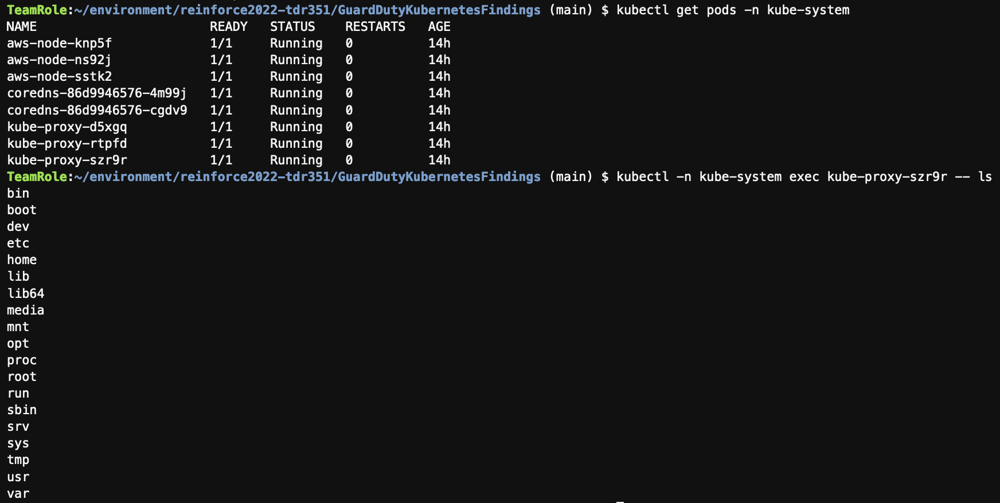 TeamRole:~/environment/reinforce2022-tdr351/GuardDutyKubernetesFindings (main) $ kubectl get pods -n kube-system
NAME                       READY   STATUS    RESTARTS   AGE
aws-node-knp5f             1/1     Running   0          14h
aws-node-ns92j             1/1     Running   0          14h
aws-node-sstk2             1/1     Running   0          14h
coredns-86d9946576-4m99j   1/1     Running   0          14h
coredns-86d9946576-cgdv9   1/1     Running   0          14h
kube-proxy-d5xgq           1/1     Running   0          14h
kube-proxy-rtpfd           1/1     Running   0          14h
kube-proxy-szr9r           1/1     Running   0          14h
TeamRole:~/environment/reinforce2022-tdr351/GuardDutyKubernetesFindings (main) $ kubectl -n kube-system exec kube-proxy-szr9r -- ls
bin
boot
dev
etc
home
lib
lib64
media
mnt
opt
proc
root
run
sbin
srv
sys
tmp
usr
var